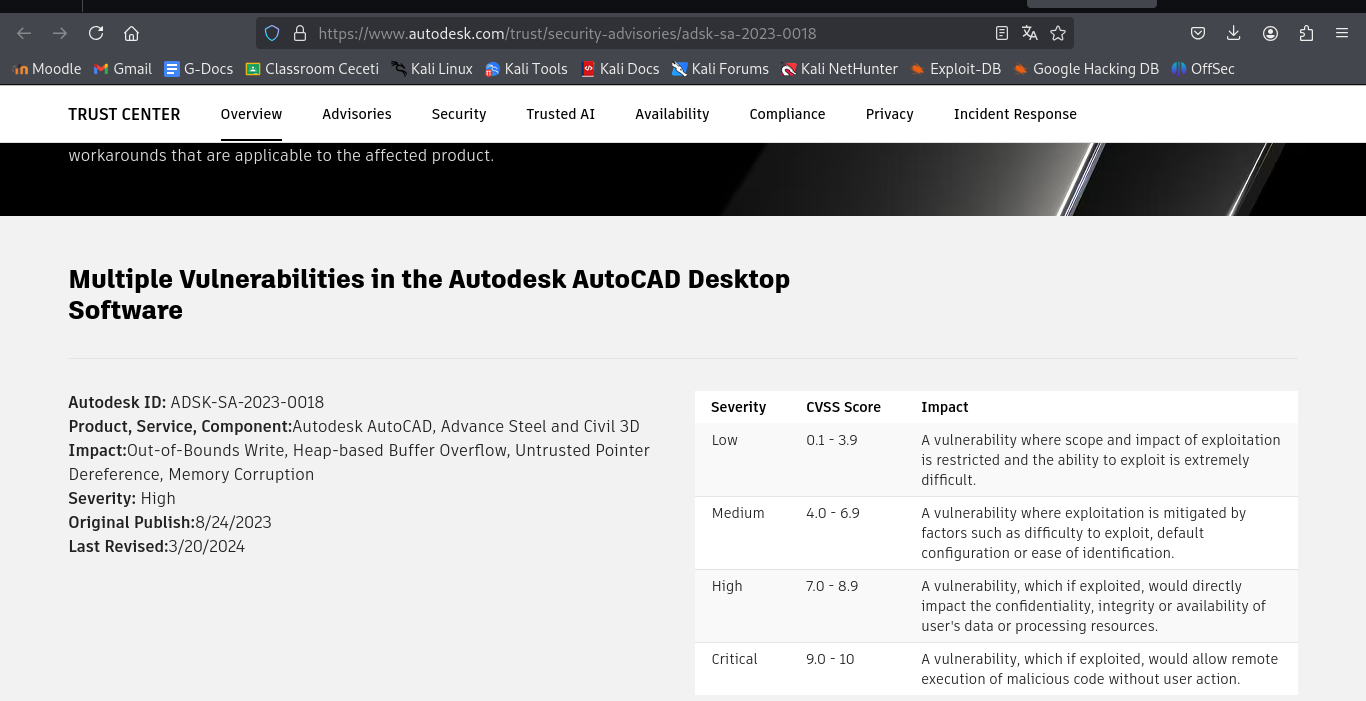 https://www.autodesk.com/trust/security-advisories/adsk-sa-2023-0018
Moodle Gmail G-Docs Classroom Ceceti Kali Linux Kali Tools Kali Docs Kali Forums Kali NetHunter Exploit-DB Google Hacking DB OffSec
TRUST CENTER Overview Advisories Security Trusted AI Availability Compliance Privacy Incident Response
workarounds that are applicable to the affected product.
Multiple Vulnerabilities in the Autodesk AutoCAD Desktop
Software
Autodesk ID: ADSK-SA-2023-0018
Product, Service, Component:Autodesk AutoCAD, Advance Steel and Civil 3D
Impact:Out-of-Bounds Write, Heap-based Buffer Overflow, Untrusted Pointer
Dereference, Memory Corruption
Severity: High
Original Publish:8/24/2023
Last Revised:3/20/2024
Severity CVSS Score Impact
Low 0.1 - 3.9 A vulnerability where scope and impact of exploitation
is restricted and the ability to exploit is extremely
difficult.
Medium 4.0 - 6.9 A vulnerability where exploitation is mitigated by
factors such as difficulty to exploit, default
configuration or ease of identification.
High 7.0 - 8.9 A vulnerability, which if exploited, would directly
impact the confidentiality, integrity or availability of
user's data or processing resources.
Critical 9.0 - 10 A vulnerability, which if exploited, would allow remote
execution of malicious code without user action.